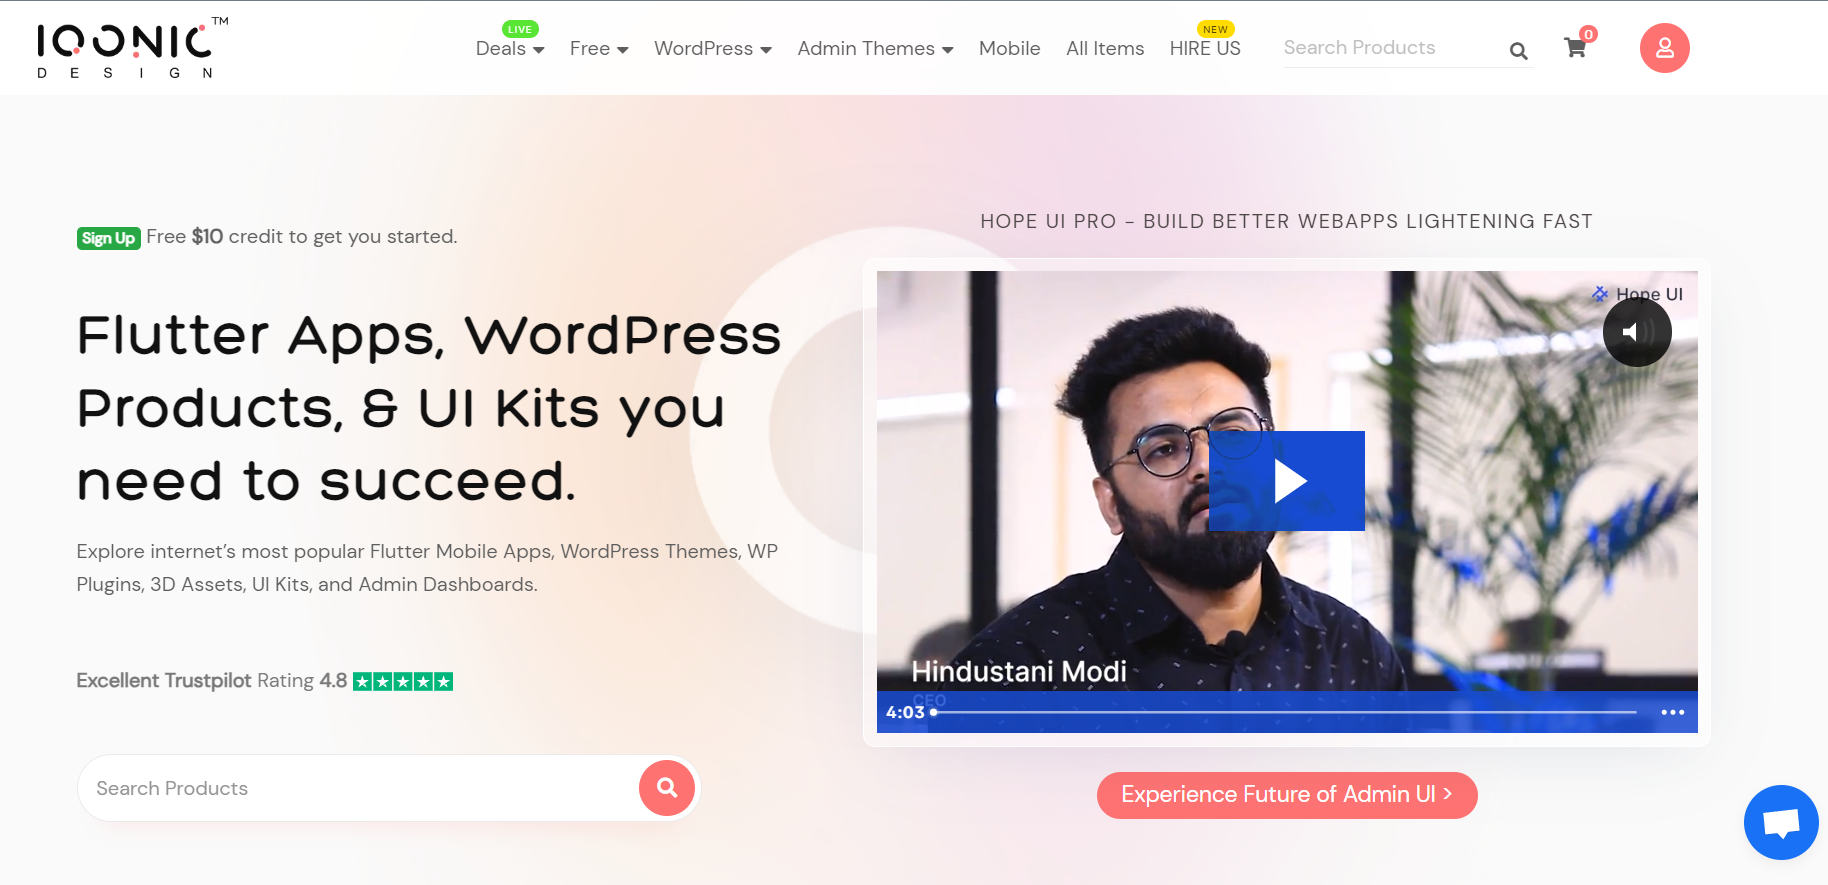 IQONIC™
DESIGN
LIVE
Deals
Free
WordPress
Admin Themes
Mobile
All Items
NEW
HIRE US
Search Products
0
Sign Up Free $10 credit to get you started.
Flutter Apps, WordPress
Products, & UI Kits you
need to succeed.
Explore internet’s most popular Flutter Mobile Apps, WordPress Themes, WP
Plugins, 3D Assets, UI Kits, and Admin Dashboards.
Excellent Trustpilot Rating 4.8
Search Products
HOPE UI PRO – BUILD BETTER WEBAPPS LIGHTENING FAST
Hope UI
Hindustani Modi
CEO
4:03
Experience Future of Admin UI >